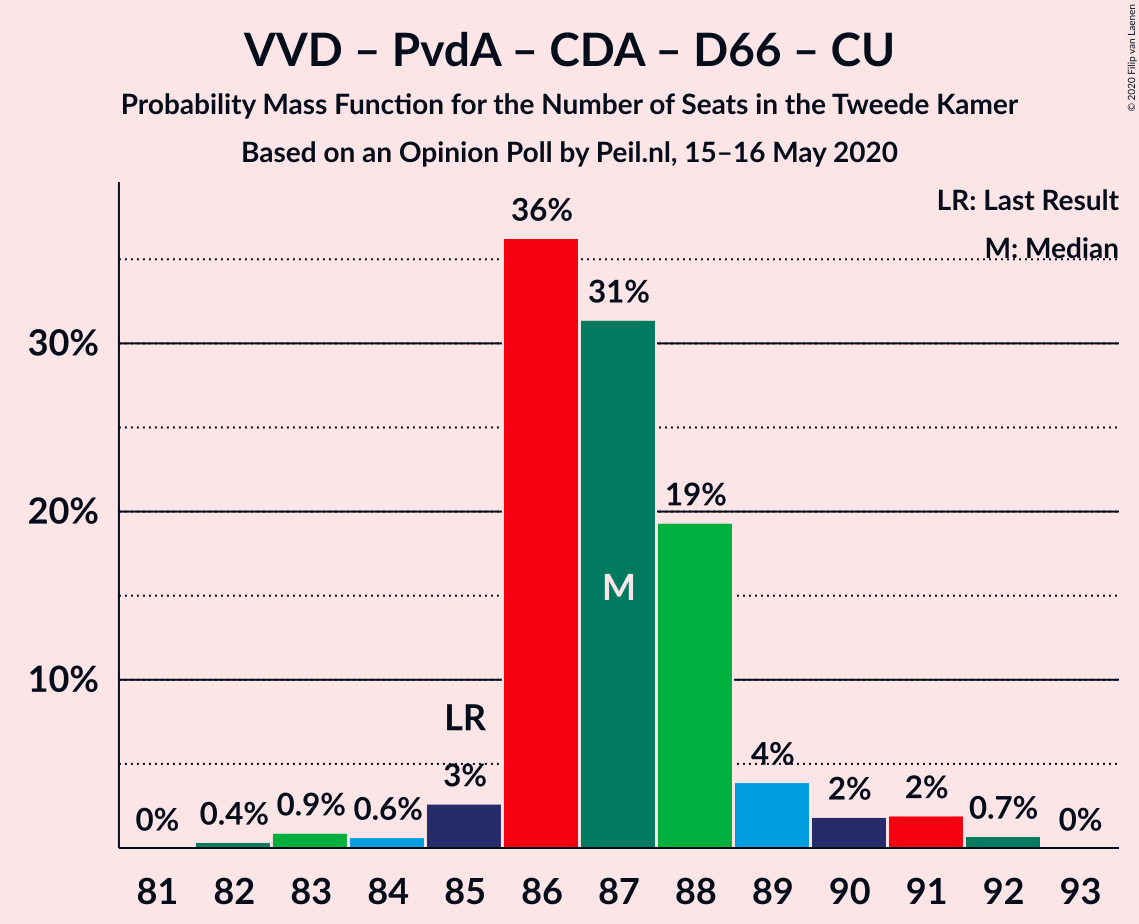 VVD – PvdA – CDA – D66 – CU
Probability Mass Function for the Number of Seats in the Tweede Kamer
Based on an Opinion Poll by Peil.nl, 15–16 May 2020
© 2020 Filip van Laenen
LR: Last Result
M: Median
36%
31%
30%
19%
20%
M
10%
LR
4%
3%
2%
2%
0%
0.4%
0.9%
0.6%
0.7%
0%
81 82 83 84 85 86 87 88 89 90 91 92 93